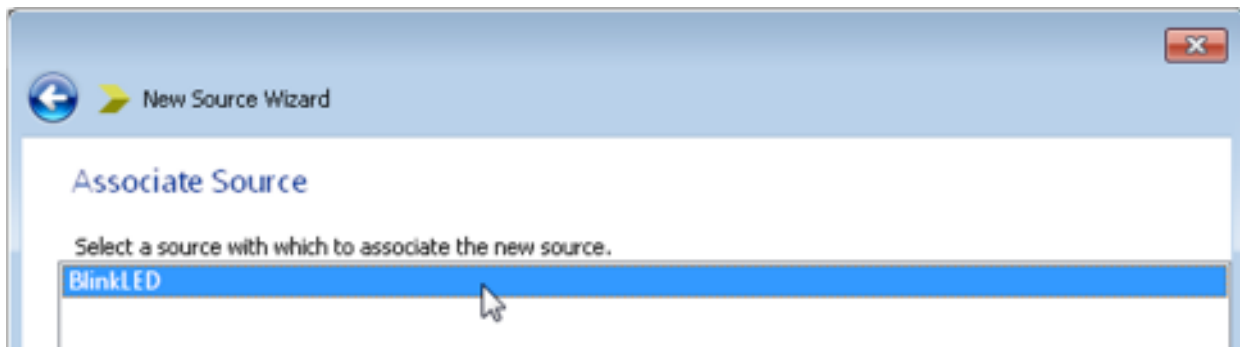 New Source Wizard
Associate Source
Select a source with which to associate the new source.
BlinkLED